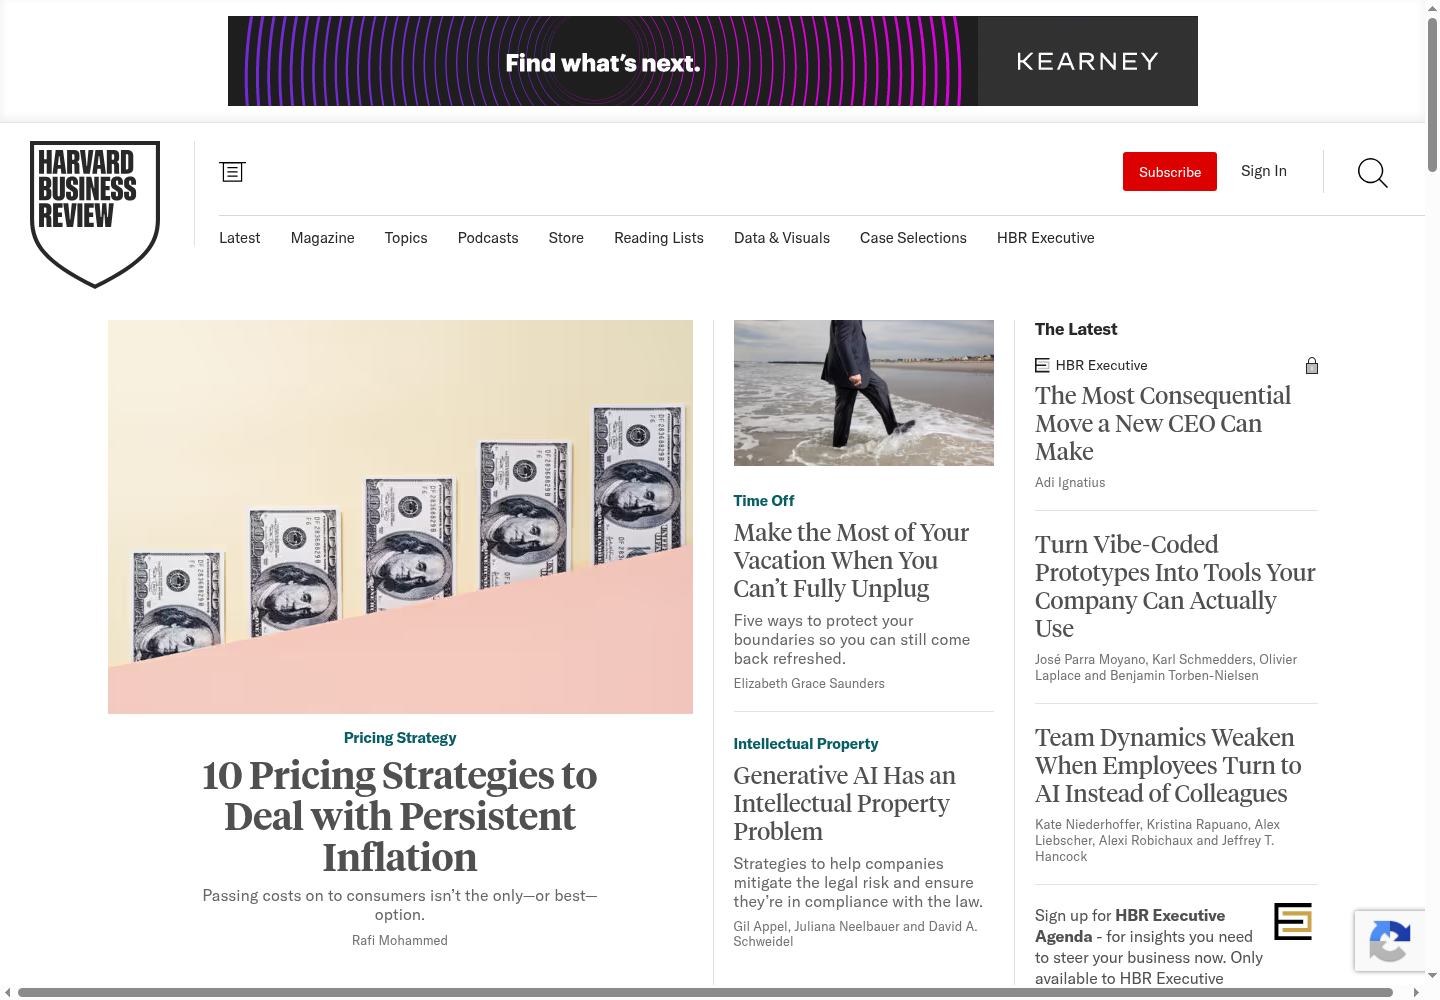 Find what's next.
KEARNEY
HARVARD
BUSINESS
REVIEW
Subscribe
Sign In
Latest
Magazine
Topics
Podcasts
Store
Reading Lists
Data & Visuals
Case Selections
HBR Executive
Pricing Strategy
10 Pricing Strategies to
Deal with Persistent
Inflation
Passing costs on to consumers isn't the only—or best—
option.
Rafi Mohammed
Time Off
Make the Most of Your
Vacation When You
Can't Fully Unplug
Five ways to protect your
boundaries so you can still come
back refreshed.
Elizabeth Grace Saunders
Intellectual Property
Generative AI Has an
Intellectual Property
Problem
Strategies to help companies
mitigate the legal risk and ensure
they're in compliance with the law.
Gil Appel, Juliana Neelbauer and David A.
Schweidel
The Latest
HBR Executive
The Most Consequential
Move a New CEO Can
Make
Adi Ignatius
Turn Vibe-Coded
Prototypes Into Tools Your
Company Can Actually
Use
José Parra Moyano, Karl Schmedders, Olivier
Laplace and Benjamin Torben-Nielsen
Team Dynamics Weaken
When Employees Turn to
AI Instead of Colleagues
Kate Niederhoffer, Kristina Rapuano, Alex
Liebscher, Alexi Robichaux and Jeffrey T.
Hancock
Sign up for HBR Executive
Agenda - for insights you need
to steer your business now. Only
available to HBR Executive